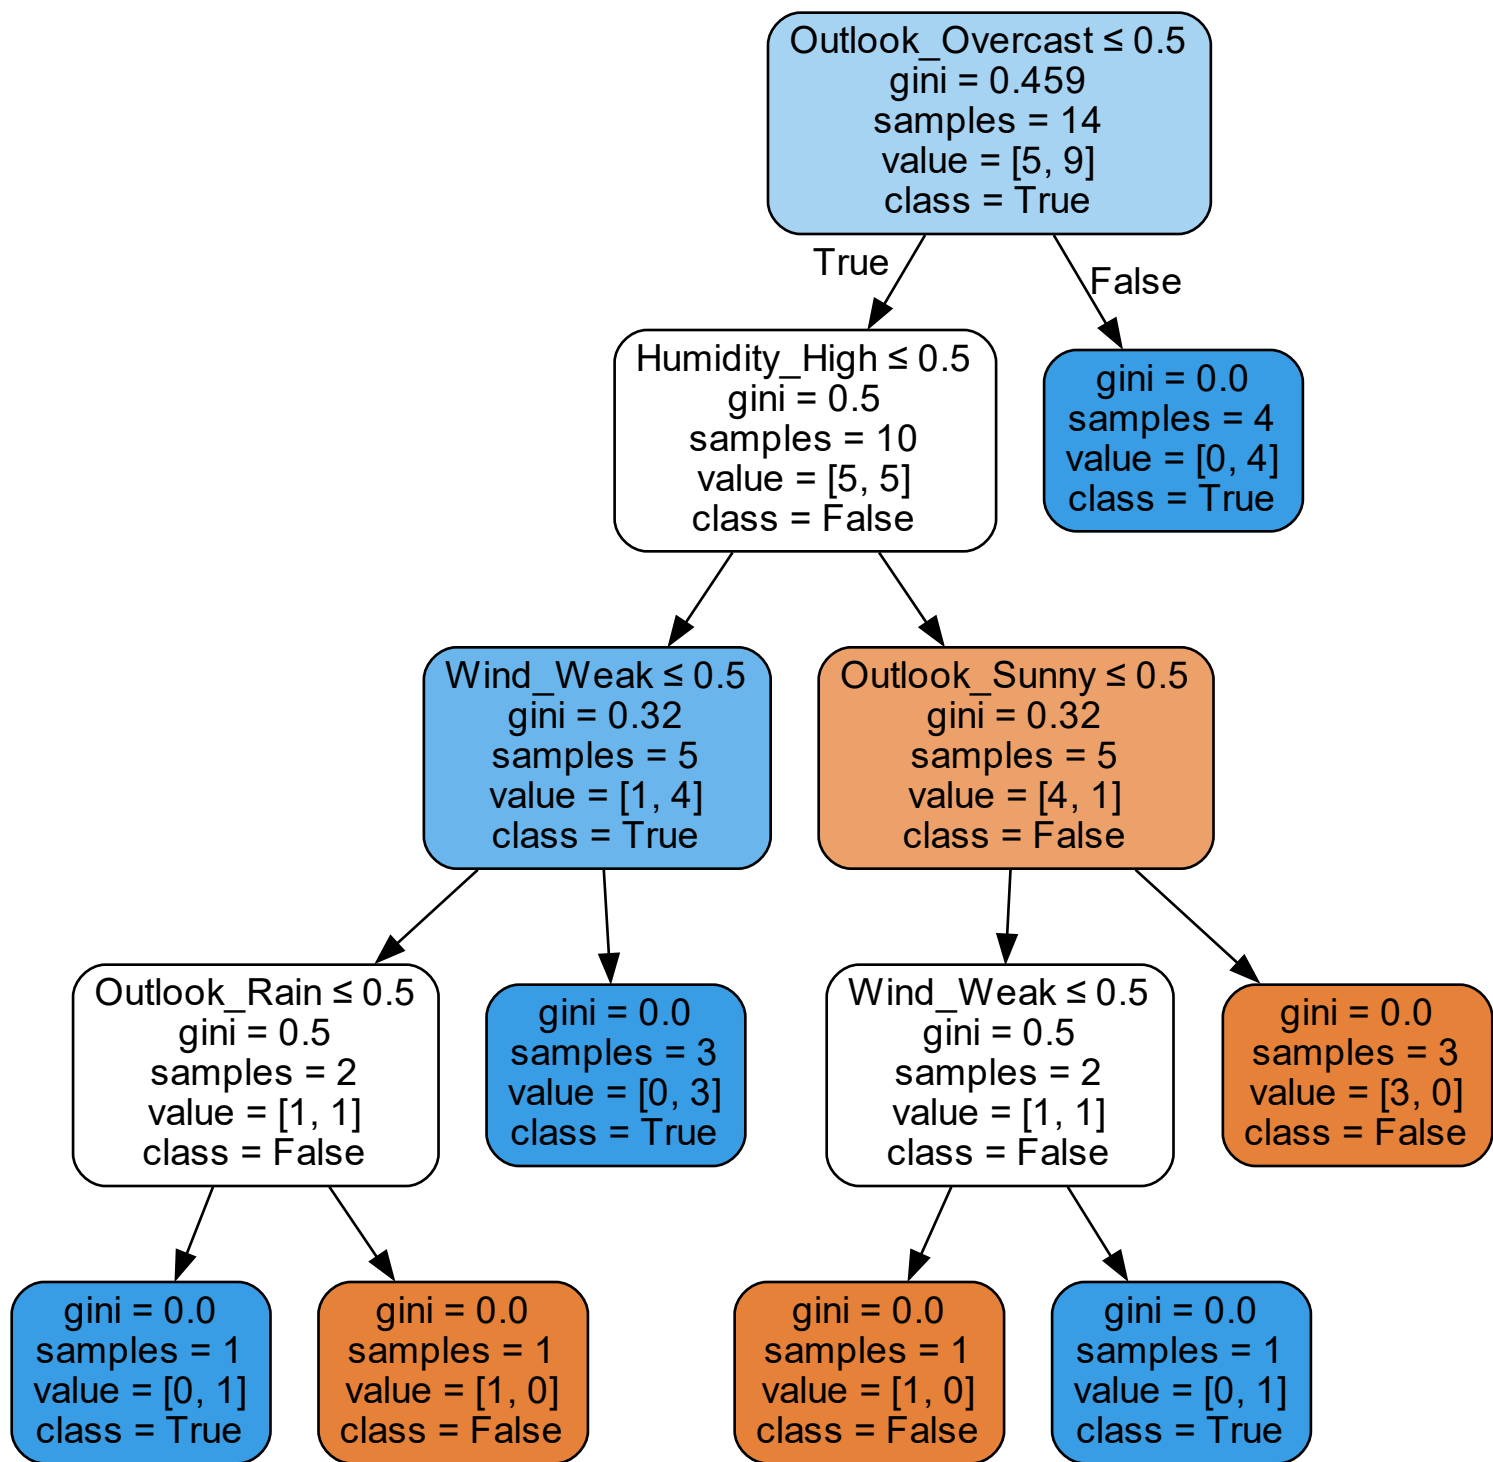 Outlook_Overcast ≤ 0.5
gini = 0.459
samples = 14
value = [5, 9]
class = True
True
False
Humidity_High ≤ 0.5
gini = 0.5
samples = 10
value = [5, 5]
class = False
gini = 0.0
samples = 4
value = [0, 4]
class = True
Wind_Weak ≤ 0.5
gini = 0.32
samples = 5
value = [1, 4]
class = True
Outlook_Sunny ≤ 0.5
gini = 0.32
samples = 5
value = [4, 1]
class = False
Outlook_Rain ≤ 0.5
gini = 0.5
samples = 2
value = [1, 1]
class = False
gini = 0.0
samples = 3
value = [0, 3]
class = True
Wind_Weak ≤ 0.5
gini = 0.5
samples = 2
value = [1, 1]
class = False
gini = 0.0
samples = 3
value = [3, 0]
class = False
gini = 0.0
samples = 1
value = [0, 1]
class = True
gini = 0.0
samples = 1
value = [1, 0]
class = False
gini = 0.0
samples = 1
value = [1, 0]
class = False
gini = 0.0
samples = 1
value = [0, 1]
class = True